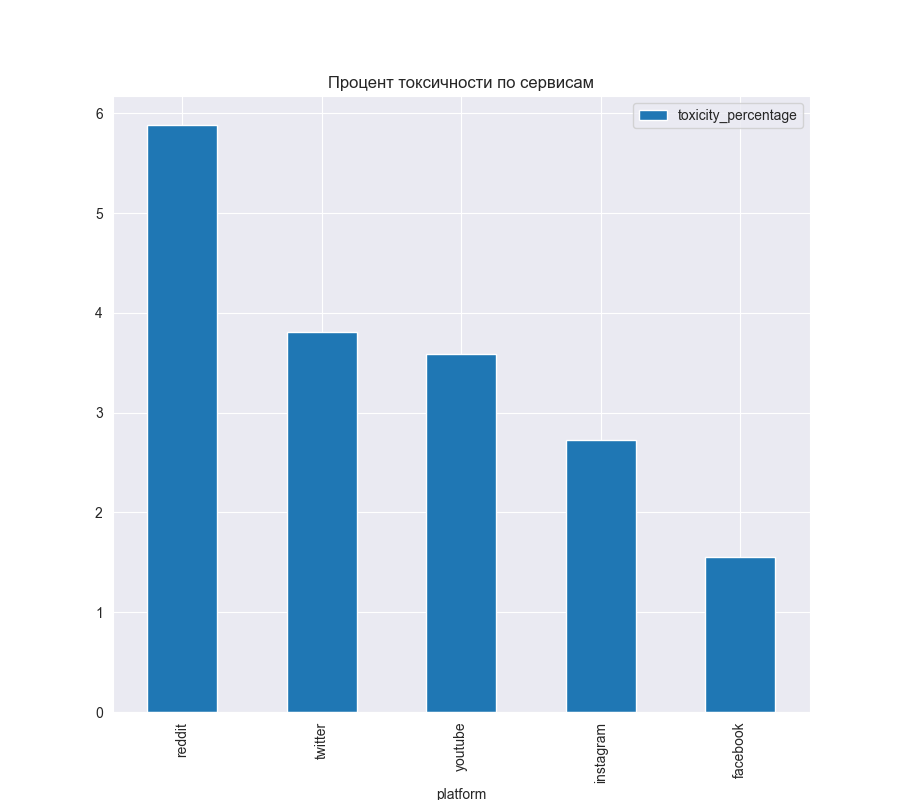 Процент токсичности по сервисам
toxicity_percentage
6
5
4
3
2
1
0
reddit
twitter
youtube
instagram
facebook
platform